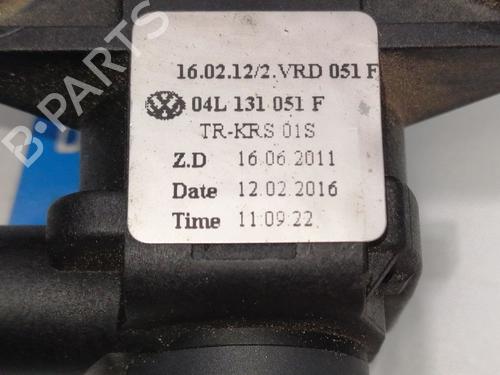 16.02.12/2.VRD 051 F
04L 131 051 F
TR-KRS 01S
Z.D 16.06.2011
Date 12.02.2016
Time 11:09:22